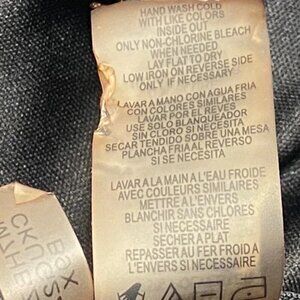 HAND WASH COLD
WITH LIKE COLORS
INSIDE OUT
ONLY NON-CHLORINE BLEACH
WHEN NEEDED
LAY FLAT TO DRY
LOW IRON ON REVERSE SIDE
ONLY IF NECESSARY
LAVAR A MANO CON AGUA FRIA
CON COLORES SIMILARES
LAVAR POR EL REVES
USE SOLO BLANQUEADOR
SIN CLORO SI NECESITA
SECAR TENDIDO SOBRE UNA MESA
PLANCHA FRIA AL REVERSO
SI SE NECESITA
LAVAR A LA MAIN A L'EAU FROIDE
AVEC COULEURS SIMILAIRES
METTRE A L'ENVERS
BLANCHIR SANS CHLORES
SI NÉCESSAIRE
SECHER A PLAT
REPASSER AU FER FROID A
L'ENVERS SI NECESSAIRE